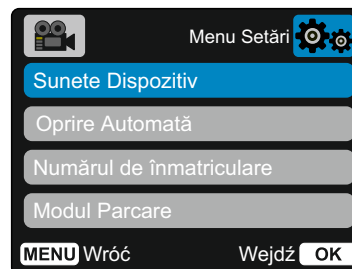 Menu Setări
Sunete Dispozitiv
Oprire Automată
Numărul de înmatriculare
Modul Parcare
MENU Wróć Wejdź OK